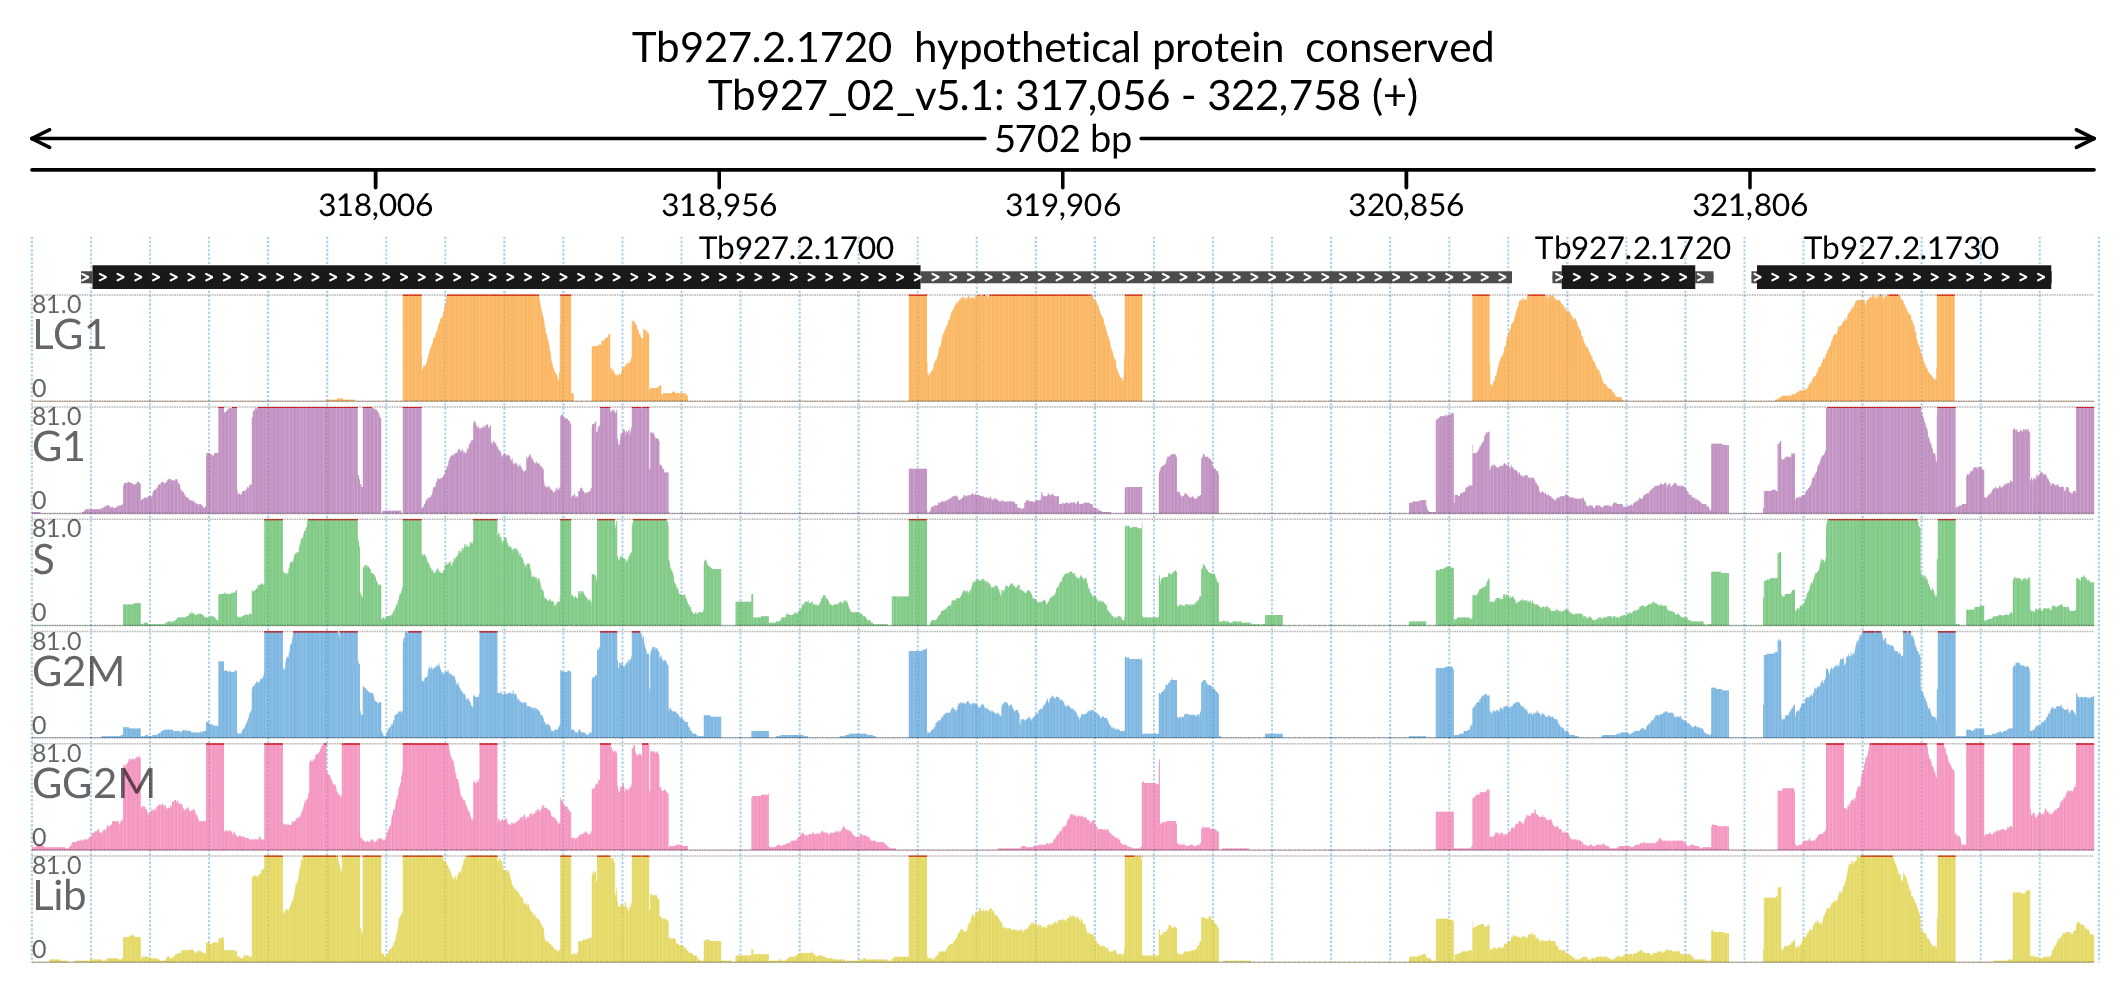 Tb927.2.1720  hypothetical protein  conserved
Tb927_02_v5.1: 317,056 - 322,758 (+)
5702 bp
318,006 318,956 319,906 320,856 321,806
Tb927.2.1700 Tb927.2.1720 Tb927.2.1730
81.0
LG1
0
81.0
G1
0
81.0
S
0
81.0
G2M
0
81.0
GG2M
0
81.0
Lib
0